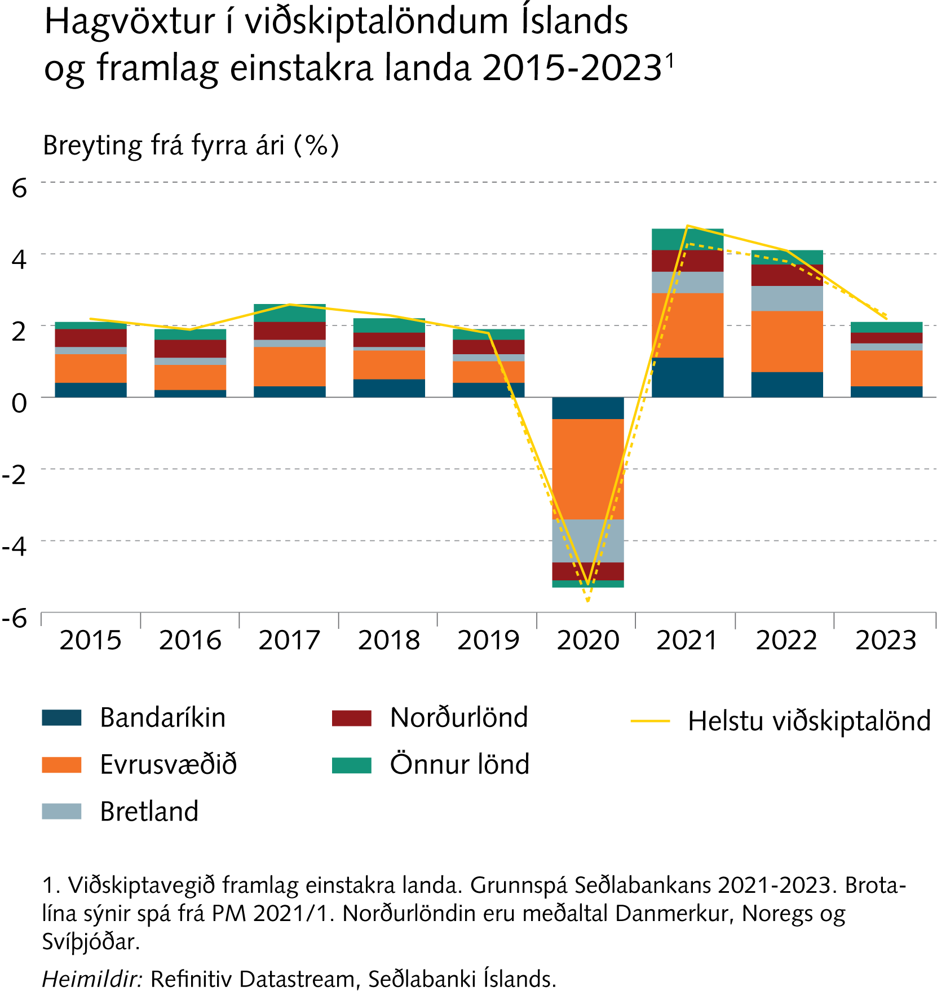 Hagvöxtur í viðskiptalöndum Íslands
og framlag einstakra landa 2015-2023¹
Breyting frá fyrra ári (%)
6
4
2
0
-2
-4
-6
2015 2016 2017 2018 2019 2020 2021 2022 2023
Bandaríkin
Evrusvæðið
Bretland
Norðurlönd
Önnur lönd
Helstu viðskiptalönd
1. Viðskiptavegið framlag einstakra landa. Grunnspá Seðlabankans 2021-2023. Brota-
lína sýnir spá frá PM 2021/1. Norðurlöndin eru meðaltal Danmerkur, Noregs og
Svíþjóðar.
Heimildir: Refinitiv Datastream, Seðlabanki Íslands.